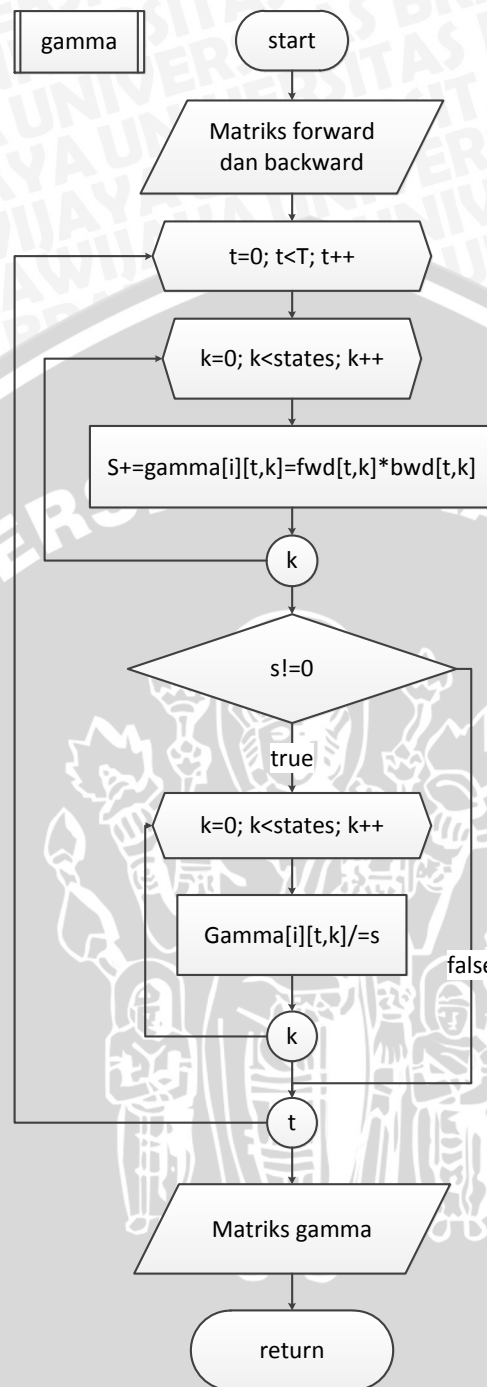 gamma
start
Matriks forward
dan backward
t=0; t<T; t++
k=0; k<states; k++
S+=gamma[i][t,k]=fwd[t,k]*bwd[t,k]
k
s!=0
true
k=0; k<states; k++
Gamma[i][t,k]/=s
false
k
t
Matriks gamma
return